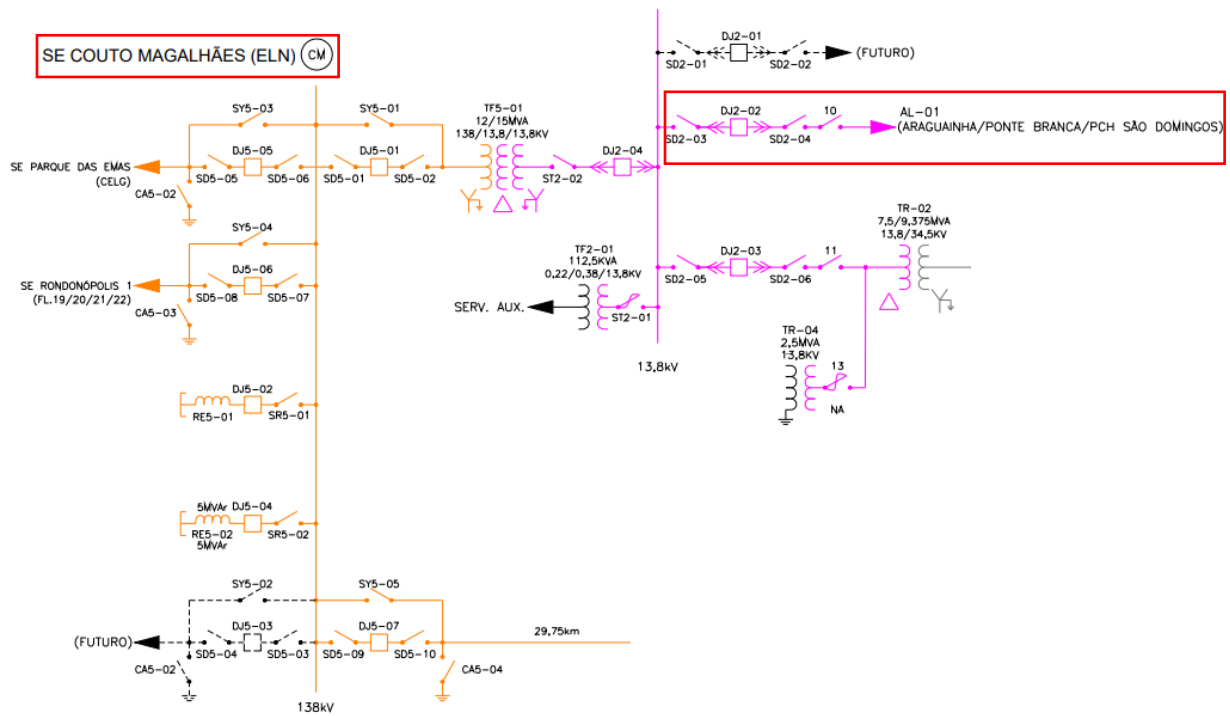 SE COUTO MAGALHÃES (ELN) CM
SY5-03
SY5-01
TF5-01
12/15MVA
138/13,8/13,8KV
DJ5-05
DJ5-01
SE PARQUE DAS EMAS
(CELG)
SD5-05
SD5-06
SD5-01
SD5-02
CA5-02
ST2-02
DJ2-04
SY5-04
DJ5-06
SE RONDONÓPOLIS 1
(FL.19/20/21/22)
SD5-08
SD5-07
CA5-03
DJ5-02
RE5-01
SR5-01
5MVAr
DJ5-04
RE5-02
5MVAr
SR5-02
SY5-02
SY5-05
DJ5-03
DJ5-07
29,75km
(FUTURO)
SD5-04
SD5-03
SD5-09
SD5-10
CA5-02
CA5-04
138kV
DJ2-01
SD2-01
SD2-02
(FUTURO)
DJ2-02
10
AL-01
(ARAGUAINHA/PONTE BRANCA/PCH SÃO DOMINGOS)
SD2-03
SD2-04
TR-02
7,5/9,375MVA
13,8/34,5KV
DJ2-03
11
SD2-05
SD2-06
TF2-01
112,5KVA
0,22/0,38/13,8KV
SERV. AUX.
ST2-01
13,8kV
TR-04
2,5MVA
13,8KV
13
NA